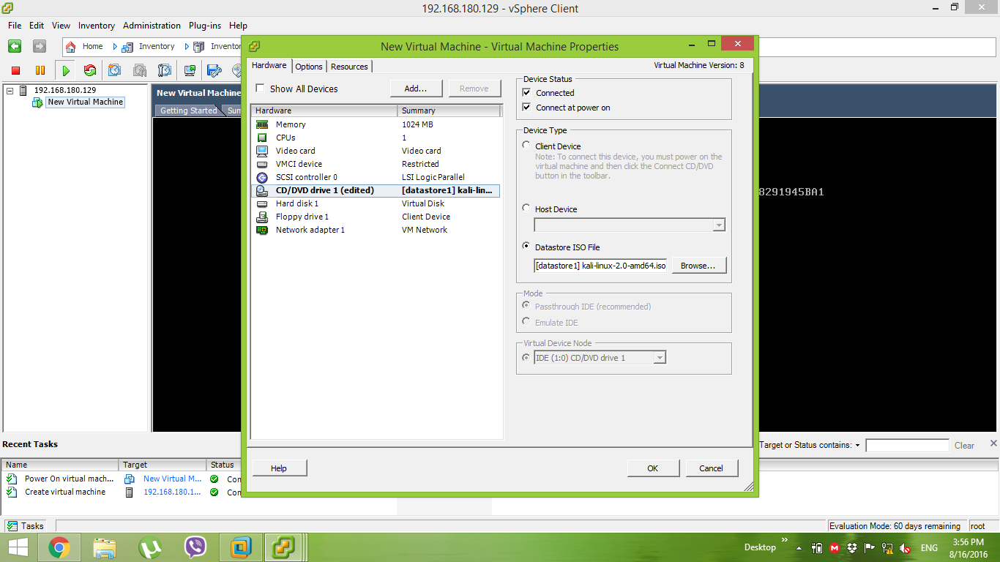 192.168.180.129 - vSphere Client
File Edit View Inventory Administration Plug-ins Help
Home Inventory Inventor
192.168.180.129
New Virtual Machine
New Virtual Machine
Getting Started Sum
8291945BA1
New Virtual Machine - Virtual Machine Properties
Hardware Options Resources
Virtual Machine Version: 8
Show All Devices Add... Remove
Hardware Summary
Memory 1024 MB
CPUs 1
Video card Video card
VMCI device Restricted
SCSI controller 0 LSI Logic Parallel
CD/DVD drive 1 (edited) [datastore1] kali-lin...
Hard disk 1 Virtual Disk
Floppy drive 1 Client Device
Network adapter 1 VM Network
Device Status
Connected
Connect at power on
Device Type
Client Device
Note: To connect this device, you must power on the
virtual machine and then click the Connect CD/DVD
button in the toolbar.
Host Device
Datastore ISO File
[datastore1] kali-linux-2.0-amd64.iso Browse...
Mode
Passthrough IDE (recommended)
Emulate IDE
Virtual Device Node
IDE (1:0) CD/DVD drive 1
Help OK Cancel
Recent Tasks
Target or Status contains: Clear
Name Target Status
Power On virtual mach... New Virtual M... Con
Create virtual machine 192.168.180.1... Con
Tasks
Evaluation Mode: 60 days remaining root
Desktop ENG
3:56 PM
8/16/2016